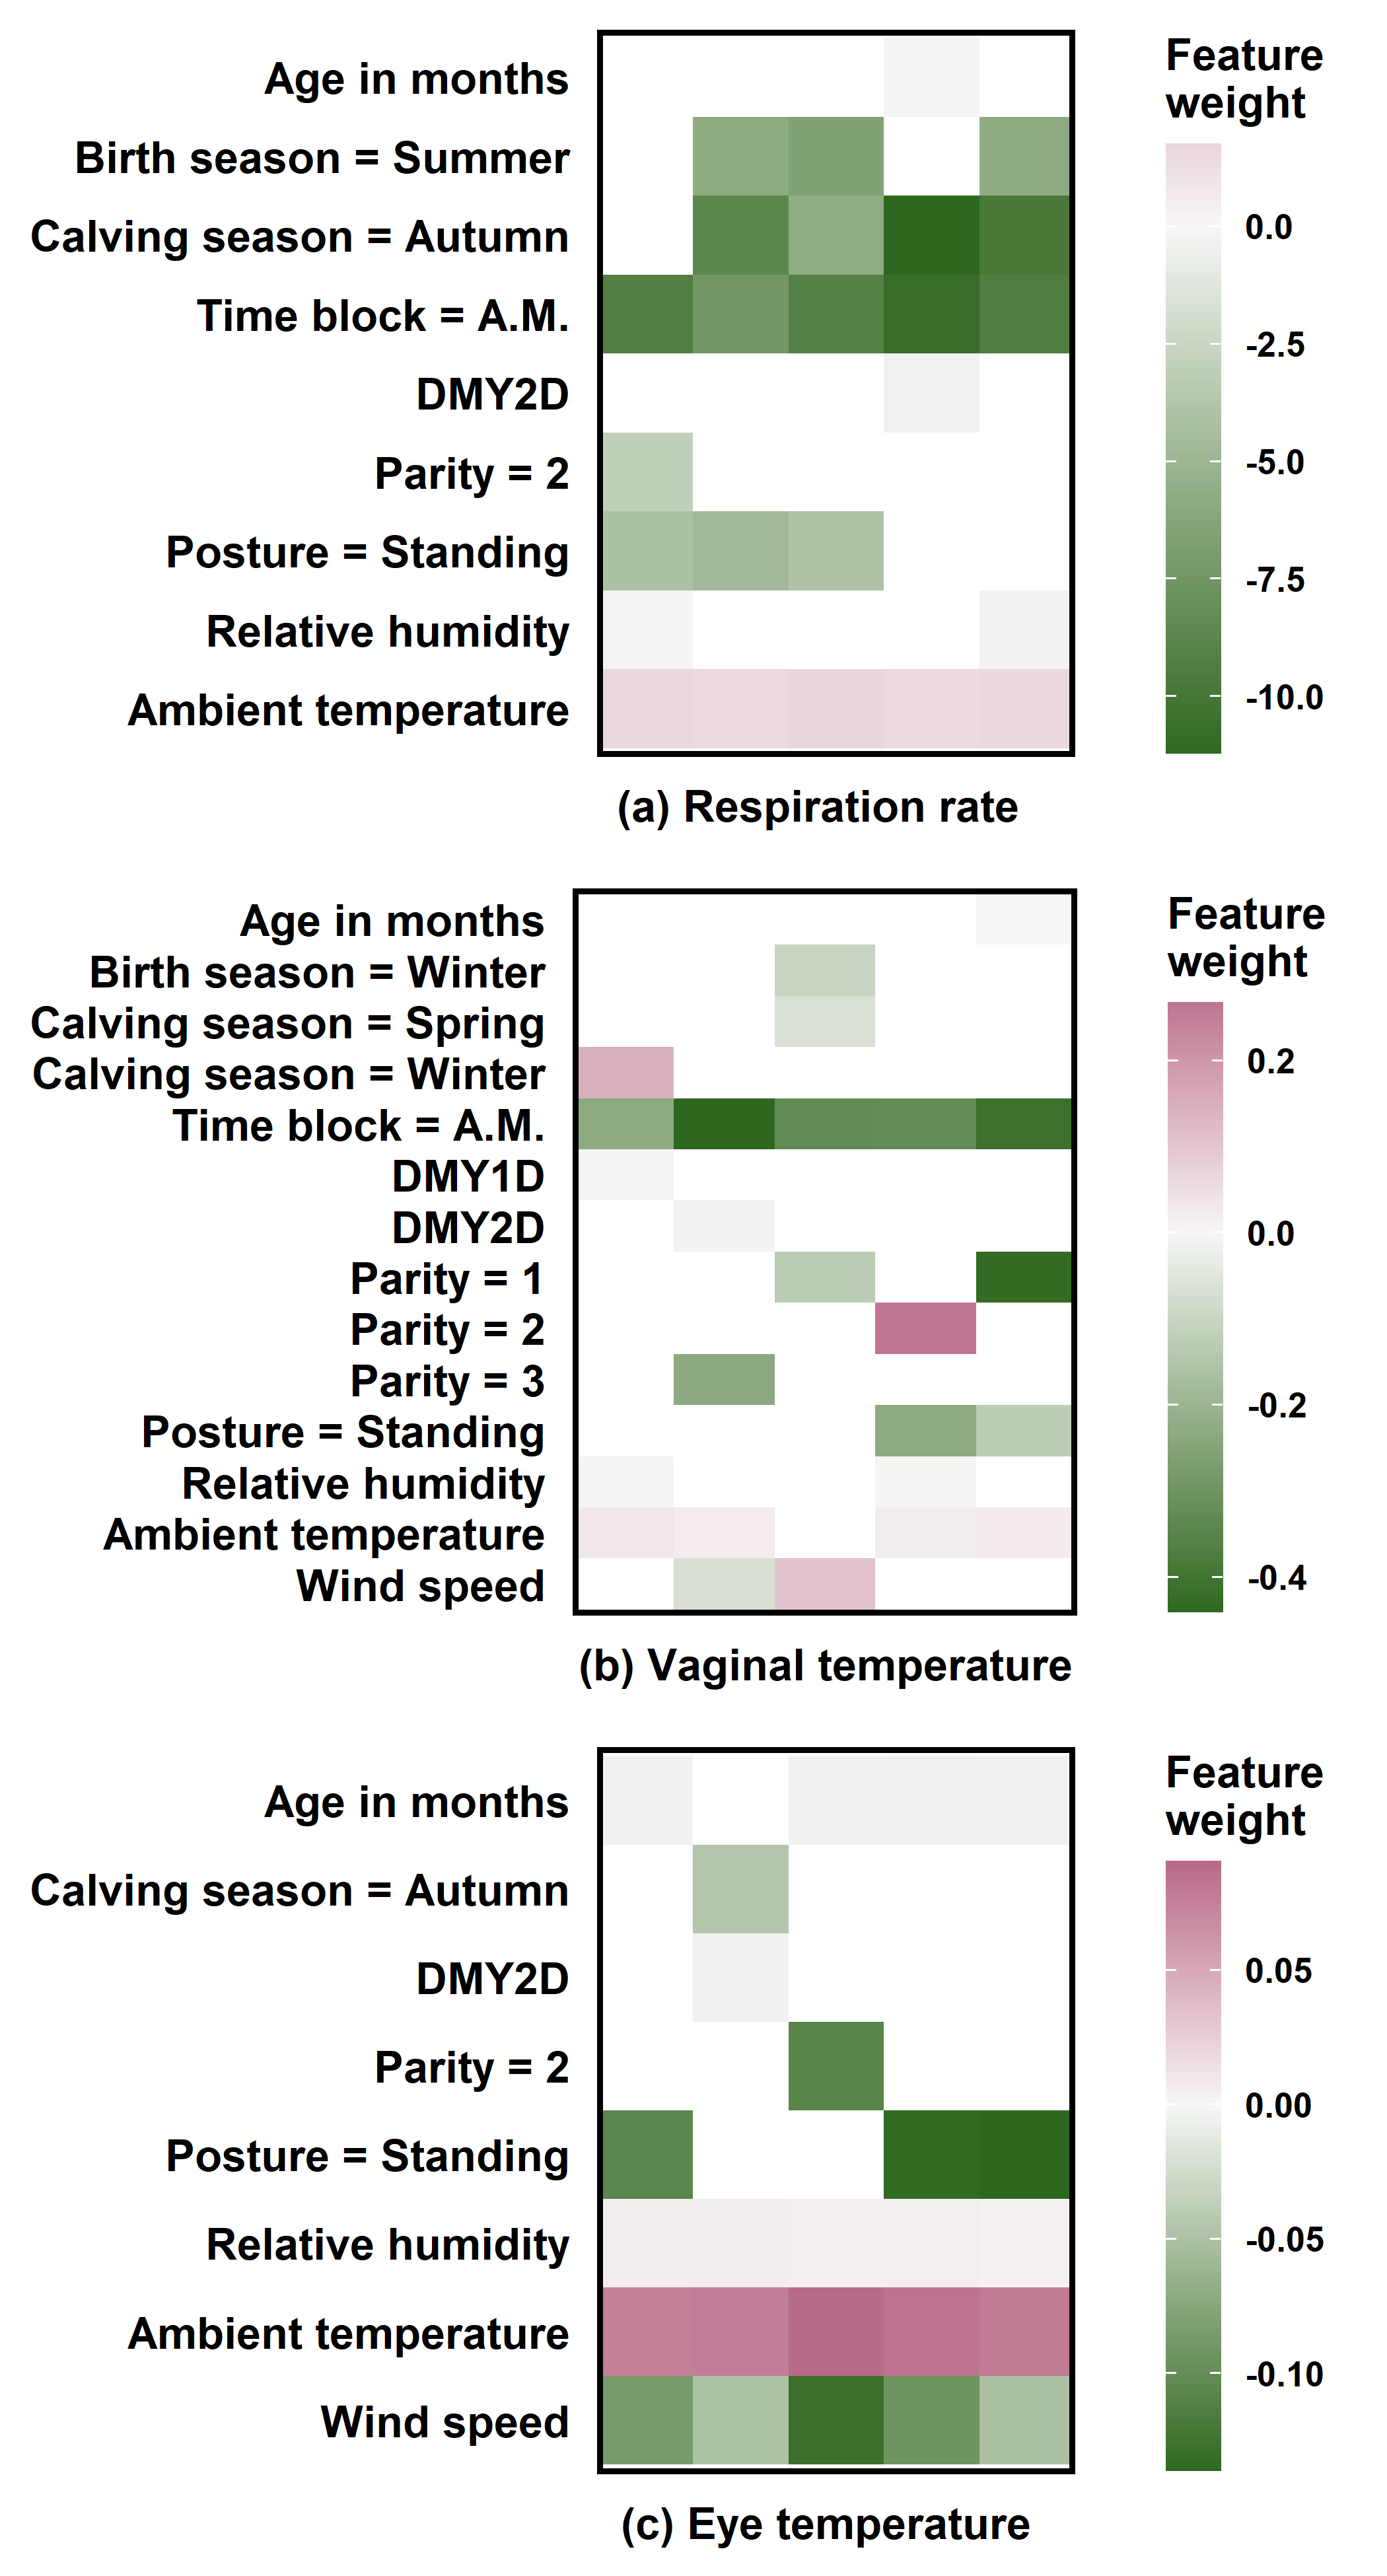 Feature
weight
Age in months
Birth season = Summer
Calving season = Autumn
Time block = A.M.
DMY2D
Parity = 2
Posture = Standing
Relative humidity
Ambient temperature
0.0
-2.5
-5.0
-7.5
-10.0
(a) Respiration rate
Feature
weight
Age in months
Birth season = Winter
Calving season = Spring
Calving season = Winter
Time block = A.M.
DMY1D
DMY2D
Parity = 1
Parity = 2
Parity = 3
Posture = Standing
Relative humidity
Ambient temperature
Wind speed
0.2
0.0
-0.2
-0.4
(b) Vaginal temperature
Feature
weight
Age in months
Calving season = Autumn
DMY2D
Parity = 2
Posture = Standing
Relative humidity
Ambient temperature
Wind speed
0.05
0.00
-0.05
-0.10
(c) Eye temperature